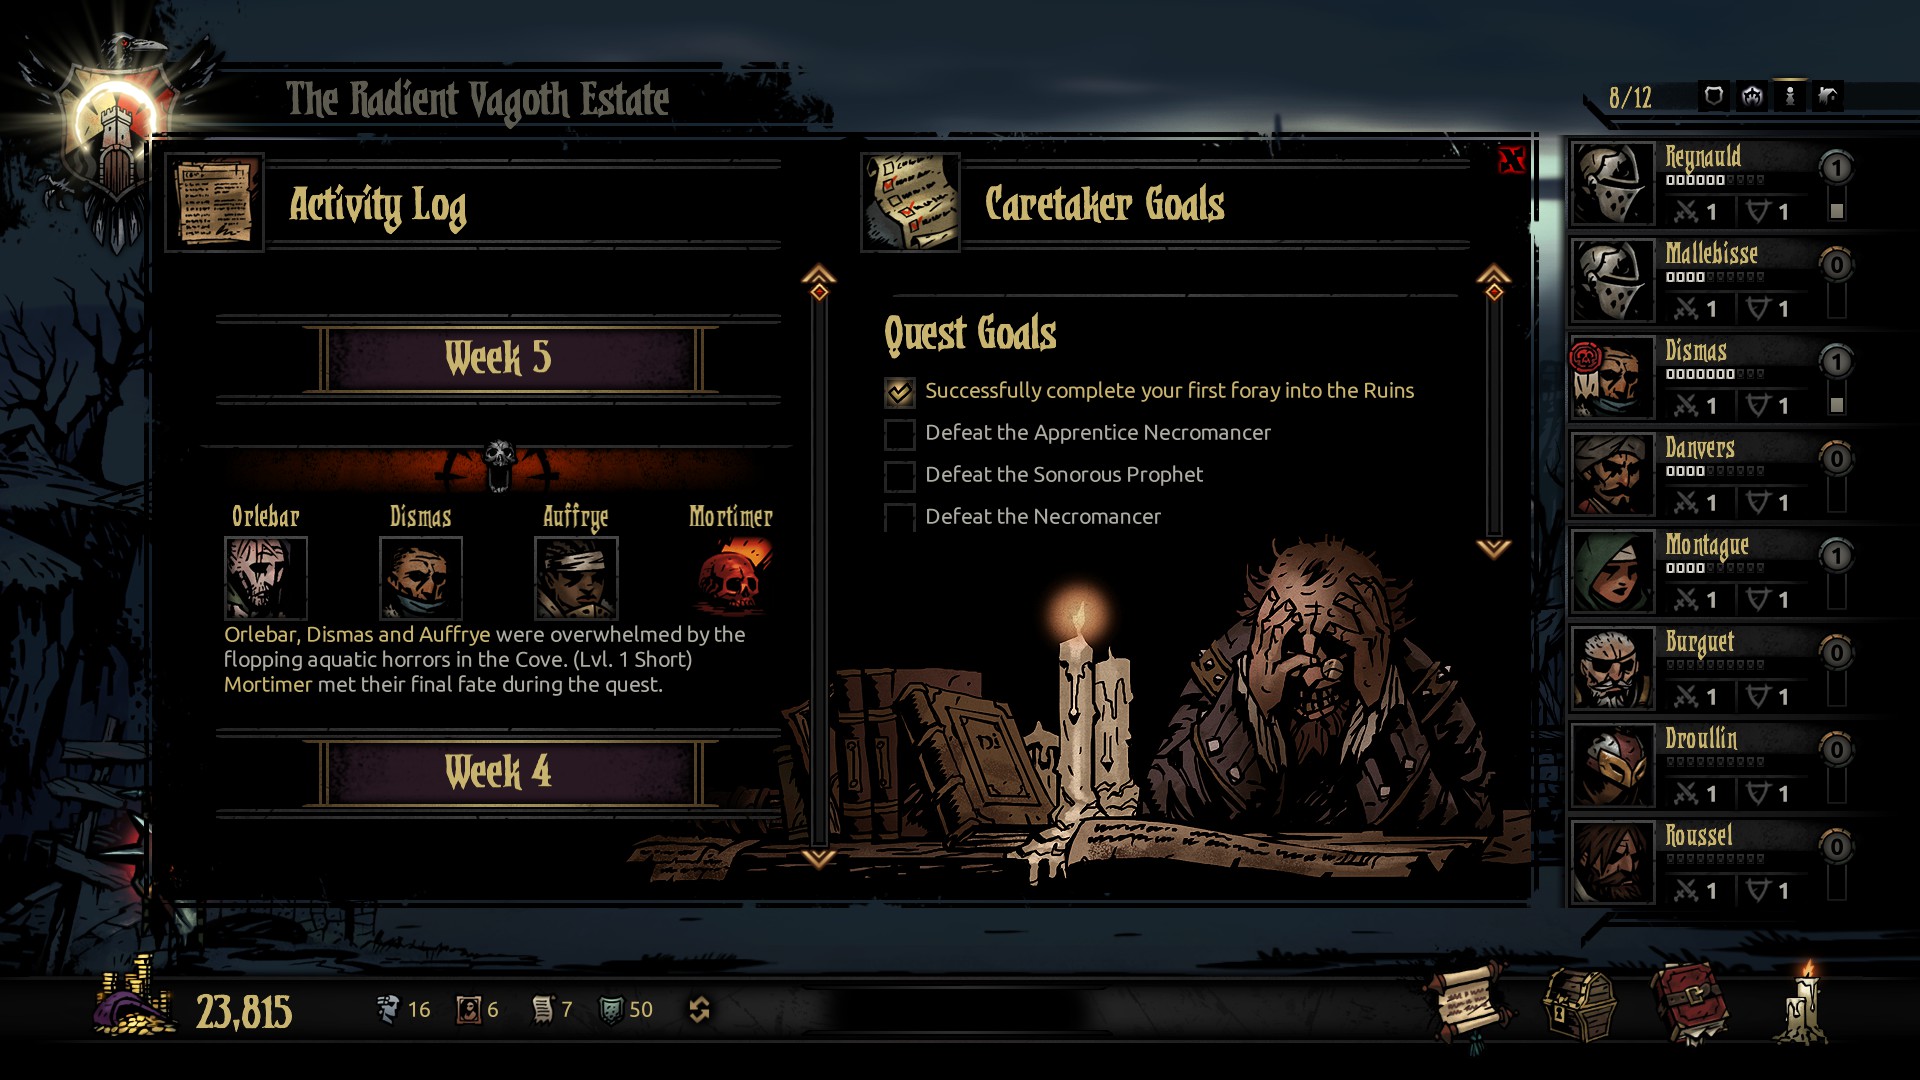 The Radient Vagoth Estate
8/12
Activity Log
Caretaker Goals
Week 5
Orlebar
Dismas
Auffrye
Mortimer
Orlebar, Dismas and Auffrye were overwhelmed by the
flopping aquatic horrors in the Cove. (Lvl. 1 Short)
Mortimer met their final fate during the quest.
Week 4
Quest Goals
Successfully complete your first foray into the Ruins
Defeat the Apprentice Necromancer
Defeat the Sonorous Prophet
Defeat the Necromancer
Reynauld
1
1 1
Mallebisse
0
1 1
Dismas
1
1 1
Danvers
0
1 1
Montague
1
1 1
Burguet
0
1 1
Droullin
0
1 1
Roussel
0
1 1
23,815
16
6
7
50